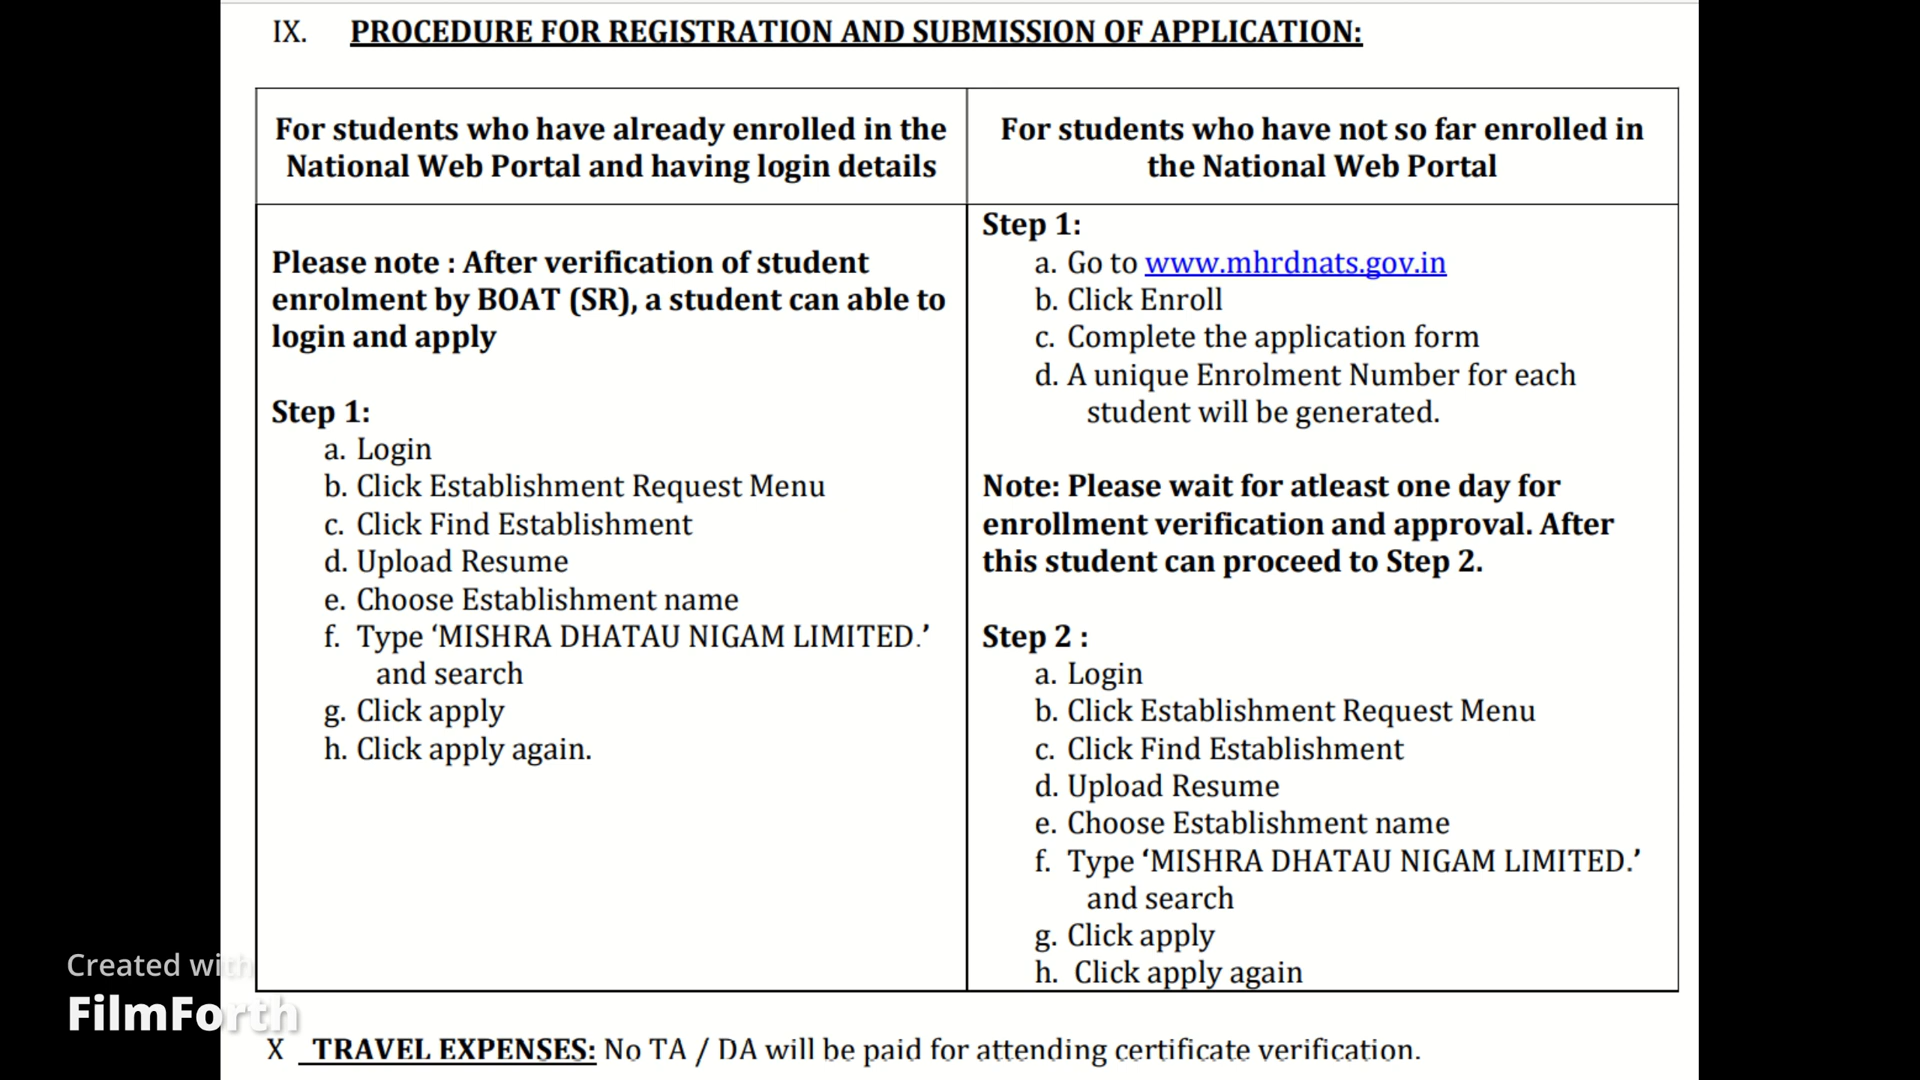 IX. PROCEDURE FOR REGISTRATION AND SUBMISSION OF APPLICATION:
For students who have already enrolled in the
National Web Portal and having login details
For students who have not so far enrolled in
the National Web Portal
Please note : After verification of student
enrolment by BOAT (SR), a student can able to
login and apply
Step 1:
a. Login
b. Click Establishment Request Menu
c. Click Find Establishment
d. Upload Resume
e. Choose Establishment name
f. Type ‘MISHRA DHATAU NIGAM LIMITED.’
and search
g. Click apply
h. Click apply again.
Step 1:
a. Go to www.mhrdnats.gov.in
b. Click Enroll
c. Complete the application form
d. A unique Enrolment Number for each
student will be generated.
Note: Please wait for atleast one day for
enrollment verification and approval. After
this student can proceed to Step 2.
Step 2 :
a. Login
b. Click Establishment Request Menu
c. Click Find Establishment
d. Upload Resume
e. Choose Establishment name
f. Type ‘MISHRA DHATAU NIGAM LIMITED.’
and search
g. Click apply
h. Click apply again
X TRAVEL EXPENSES: No TA / DA will be paid for attending certificate verification.
Created with
FilmForth